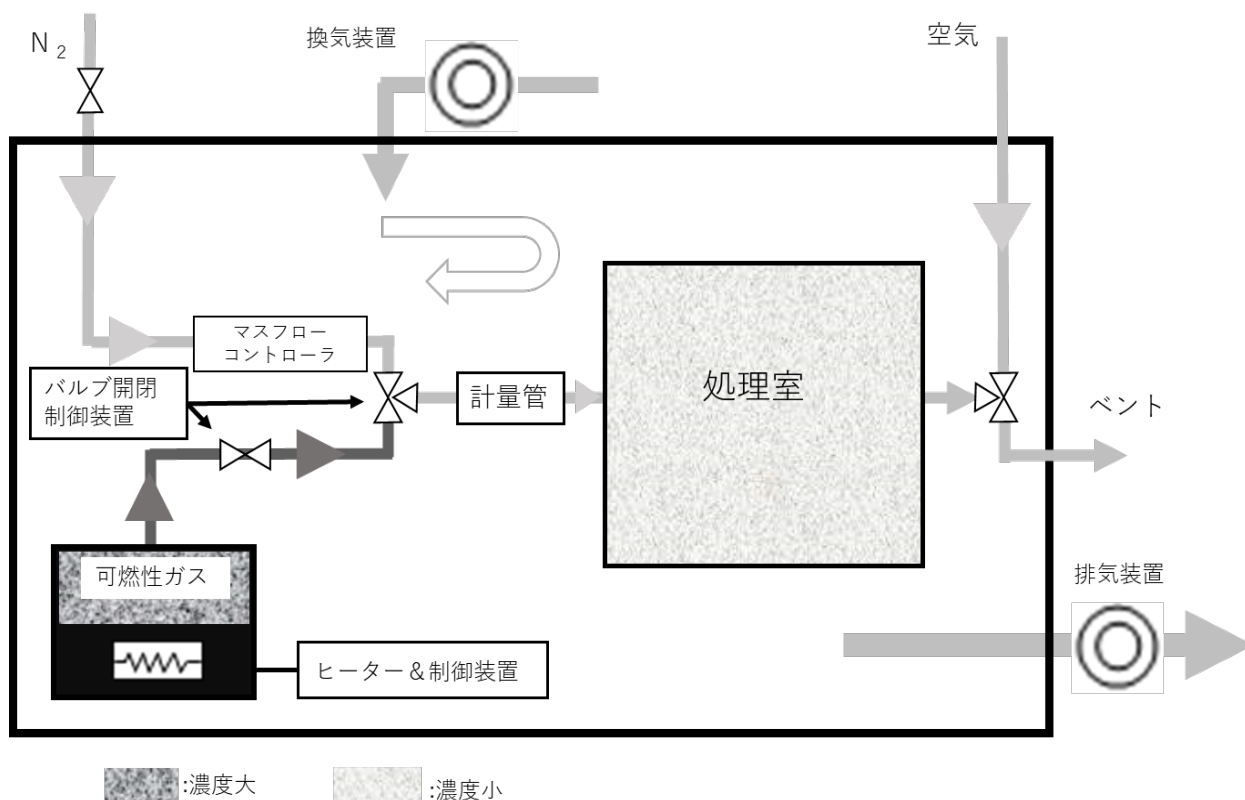 N₂
換気装置
空気
マスフロー
コントローラ
バルブ開閉
制御装置
計量管
処理室
ベント
可燃性ガス
排気装置
ヒーター＆制御装置
:濃度大
:濃度小